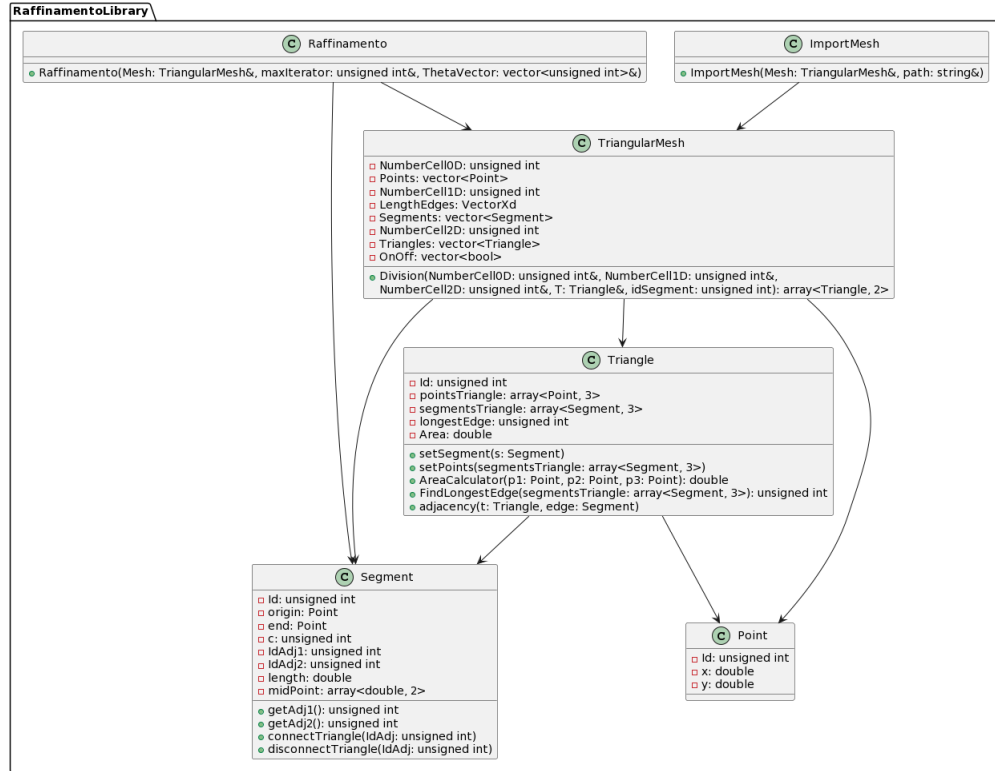 RaffinamentoLibrary
C Raffinamento
Raffinamento(Mesh: TriangularMesh&, maxIterator: unsigned int&, ThetaVector: vector<unsigned int>&)
C ImportMesh
ImportMesh(Mesh: TriangularMesh&, path: string&)
C TriangularMesh
NumberCell0D: unsigned int
Points: vector<Point>
NumberCell1D: unsigned int
LengthEdges: VectorXd
Segments: vector<Segment>
NumberCell2D: unsigned int
Triangles: vector<Triangle>
OnOff: vector<bool>
Division(NumberCell0D: unsigned int&, NumberCell1D: unsigned int&,
NumberCell2D: unsigned int&, T: Triangle&, idSegment: unsigned int): array<Triangle, 2>
C Triangle
Id: unsigned int
pointsTriangle: array<Point, 3>
segmentsTriangle: array<Segment, 3>
longestEdge: unsigned int
Area: double
setSegment(s: Segment)
setPoints(segmentsTriangle: array<Segment, 3>)
AreaCalculator(p1: Point, p2: Point, p3: Point): double
FindLongestEdge(segmentsTriangle: array<Segment, 3>): unsigned int
adjacency(t: Triangle, edge: Segment)
C Segment
Id: unsigned int
origin: Point
end: Point
c: unsigned int
IdAdj1: unsigned int
IdAdj2: unsigned int
length: double
midPoint: array<double, 2>
getAdj1(): unsigned int
getAdj2(): unsigned int
connectTriangle(IdAdj: unsigned int)
disconnectTriangle(IdAdj: unsigned int)
C Point
Id: unsigned int
x: double
y: double